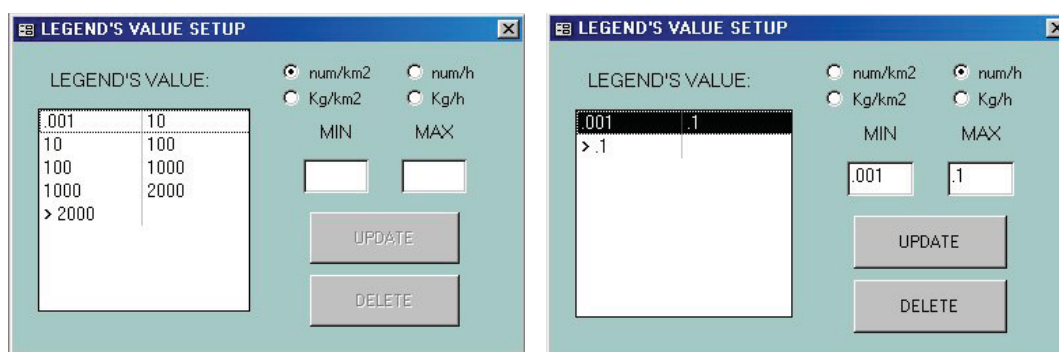 LEGEND'S VALUE SETUP
LEGEND'S VALUE:
num/km2 num/h
Kg/km2 Kg/h
MIN MAX
.001 10
10 100
100 1000
1000 2000
> 2000
UPDATE
DELETE
LEGEND'S VALUE SETUP
LEGEND'S VALUE:
num/km2 num/h
Kg/km2 Kg/h
MIN MAX
.001 .1
> .1
.001 .1
UPDATE
DELETE